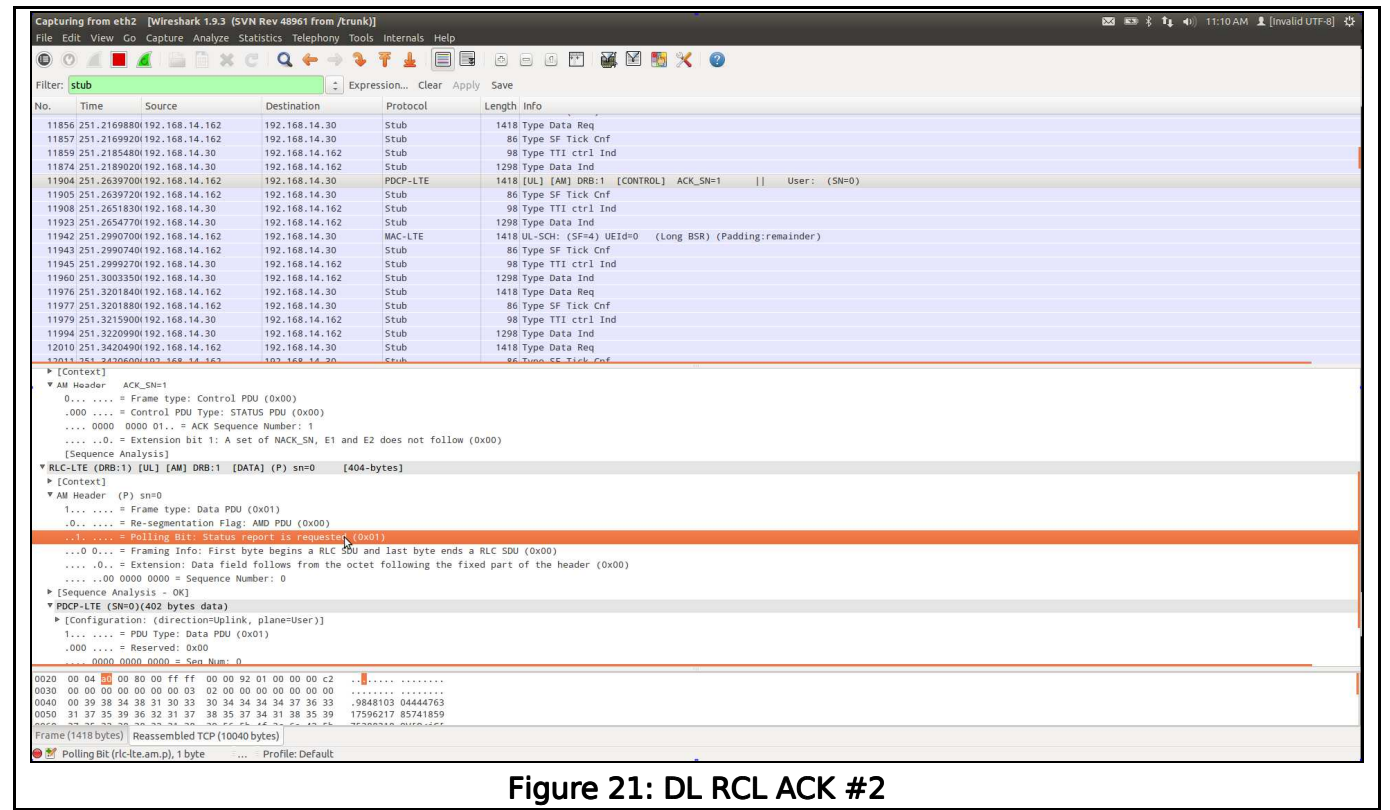 Capturing from eth2 [Wireshark 1.9.3 (SVN Rev 48961 from /trunk)] 11:10 AM [Invalid UTF-8]
File Edit View Go Capture Analyze Statistics Telephony Tools Internals Help
Filter: stub Expression... Clear Apply Save
No. Time Source Destination Protocol Length Info
11856 251.2169880( 192.168.14.162 192.168.14.30 Stub 1418 Type Data Req
11857 251.2169920( 192.168.14.162 192.168.14.30 Stub 86 Type SF Tick Cnf
11859 251.2185480( 192.168.14.30 192.168.14.162 Stub 98 Type TTI ctrl Ind
11874 251.2189020( 192.168.14.30 192.168.14.162 Stub 1298 Type Data Ind
11904 251.2639700( 192.168.14.162 192.168.14.30 PDCP-LTE 1418 [UL] [AM] DRB:1 [CONTROL] ACK_SN=1 || User: (SN=0)
11905 251.2639720( 192.168.14.162 192.168.14.30 Stub 86 Type SF Tick Cnf
11908 251.2651830( 192.168.14.30 192.168.14.162 Stub 98 Type TTI ctrl Ind
11923 251.2654770( 192.168.14.30 192.168.14.162 Stub 1298 Type Data Ind
11942 251.2990700( 192.168.14.162 192.168.14.30 MAC-LTE 1418 UL-SCH: (SF=4) UEId=0 (Long BSR) (Padding:remainder)
11943 251.2990740( 192.168.14.162 192.168.14.30 Stub 86 Type SF Tick Cnf
11945 251.2999270( 192.168.14.30 192.168.14.162 Stub 98 Type TTI ctrl Ind
11960 251.3003350( 192.168.14.30 192.168.14.162 Stub 1298 Type Data Ind
11976 251.3201840( 192.168.14.162 192.168.14.30 Stub 1418 Type Data Req
11977 251.3201880( 192.168.14.162 192.168.14.30 Stub 86 Type SF Tick Cnf
11979 251.3215900( 192.168.14.30 192.168.14.162 Stub 98 Type TTI ctrl Ind
11994 251.3220990( 192.168.14.30 192.168.14.162 Stub 1298 Type Data Ind
12010 251.3420490( 192.168.14.162 192.168.14.30 Stub 1418 Type Data Req
12011 251.3420600( 192.168.14.162 192.168.14.30 Stub 86 Type SF Tick Cnf
[Context]
AM Header ACK_SN=1
0... .... = Frame type: Control PDU (0x00)
.000 .... = Control PDU Type: STATUS PDU (0x00)
.... 0000 0000 01.. = ACK Sequence Number: 1
.... ..0. = Extension bit 1: A set of NACK_SN, E1 and E2 does not follow (0x00)
[Sequence Analysis]
RLC-LTE (DRB:1) [UL] [AM] DRB:1 [DATA] (P) sn=0 [404-bytes]
[Context]
AM Header (P) sn=0
1... .... = Frame type: Data PDU (0x01)
.0.. .... = Re-segmentation Flag: AMD PDU (0x00)
..1. .... = Polling Bit: Status report is requested (0x01)
...0 0... = Framing Info: First byte begins a RLC SDU and last byte ends a RLC SDU (0x00)
.... .0.. = Extension: Data field follows from the octet following the fixed part of the header (0x00)
.... ..00 0000 0000 = Sequence Number: 0
[Sequence Analysis - OK]
PDCP-LTE (SN=0)(402 bytes data)
[Configuration: (direction=Uplink, plane=User)]
1... .... = PDU Type: Data PDU (0x01)
.000 .... = Reserved: 0x00
.... 0000 0000 0000 = Seq Num: 0
0020 00 04 a0 00 80 00 ff ff 00 00 92 01 00 00 00 c2 ........ ........
0030 00 00 00 00 00 00 00 03 02 00 00 00 00 00 00 00 ........ ........
0040 00 39 38 34 38 31 30 33 30 34 34 34 34 37 36 33 .9848103 04444763
0050 31 37 35 39 36 32 31 37 38 35 37 34 31 38 35 39 17596217 85741859
Frame (1418 bytes) Reassembled TCP (10040 bytes)
Polling Bit (rlc-lte.am.p), 1 byte ... Profile: Default
Figure 21: DL RCL ACK #2